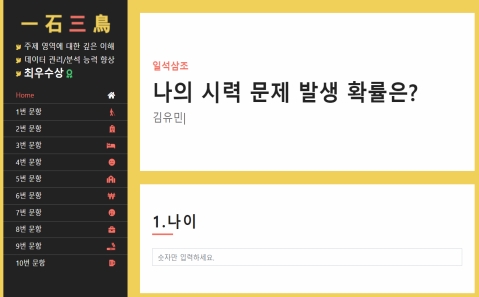 一石三鳥
주제 영역에 대한 깊은 이해
데이터 관리/분석 능력 향상
최우수상
Home
1번 문항
2번 문항
3번 문항
4번 문항
5번 문항
6번 문항
7번 문항
8번 문항
9번 문항
10번 문항
일석삼조
나의 시력 문제 발생 확률은?
김유민
1.나이
숫자만 입력하세요.